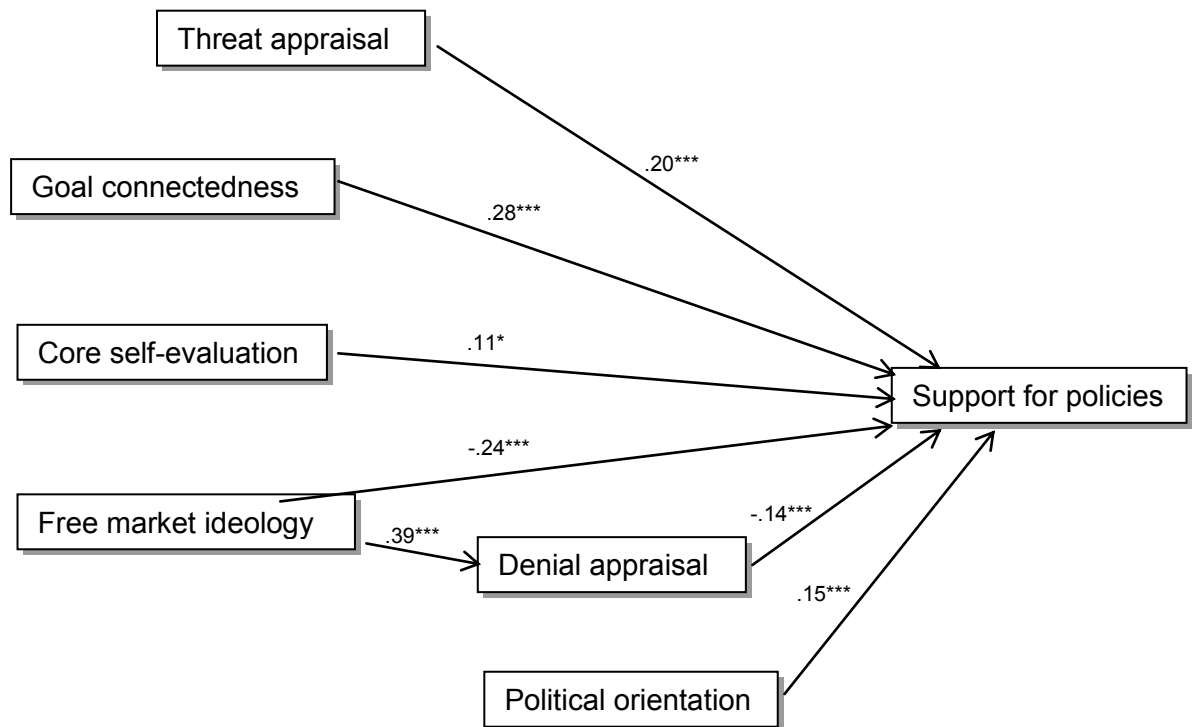 Threat appraisal
.20***
Goal connectedness
.28***
Core self-evaluation
.11*
Support for policies
-.24***
Free market ideology
.39***
-.14***
Denial appraisal
.15***
Political orientation